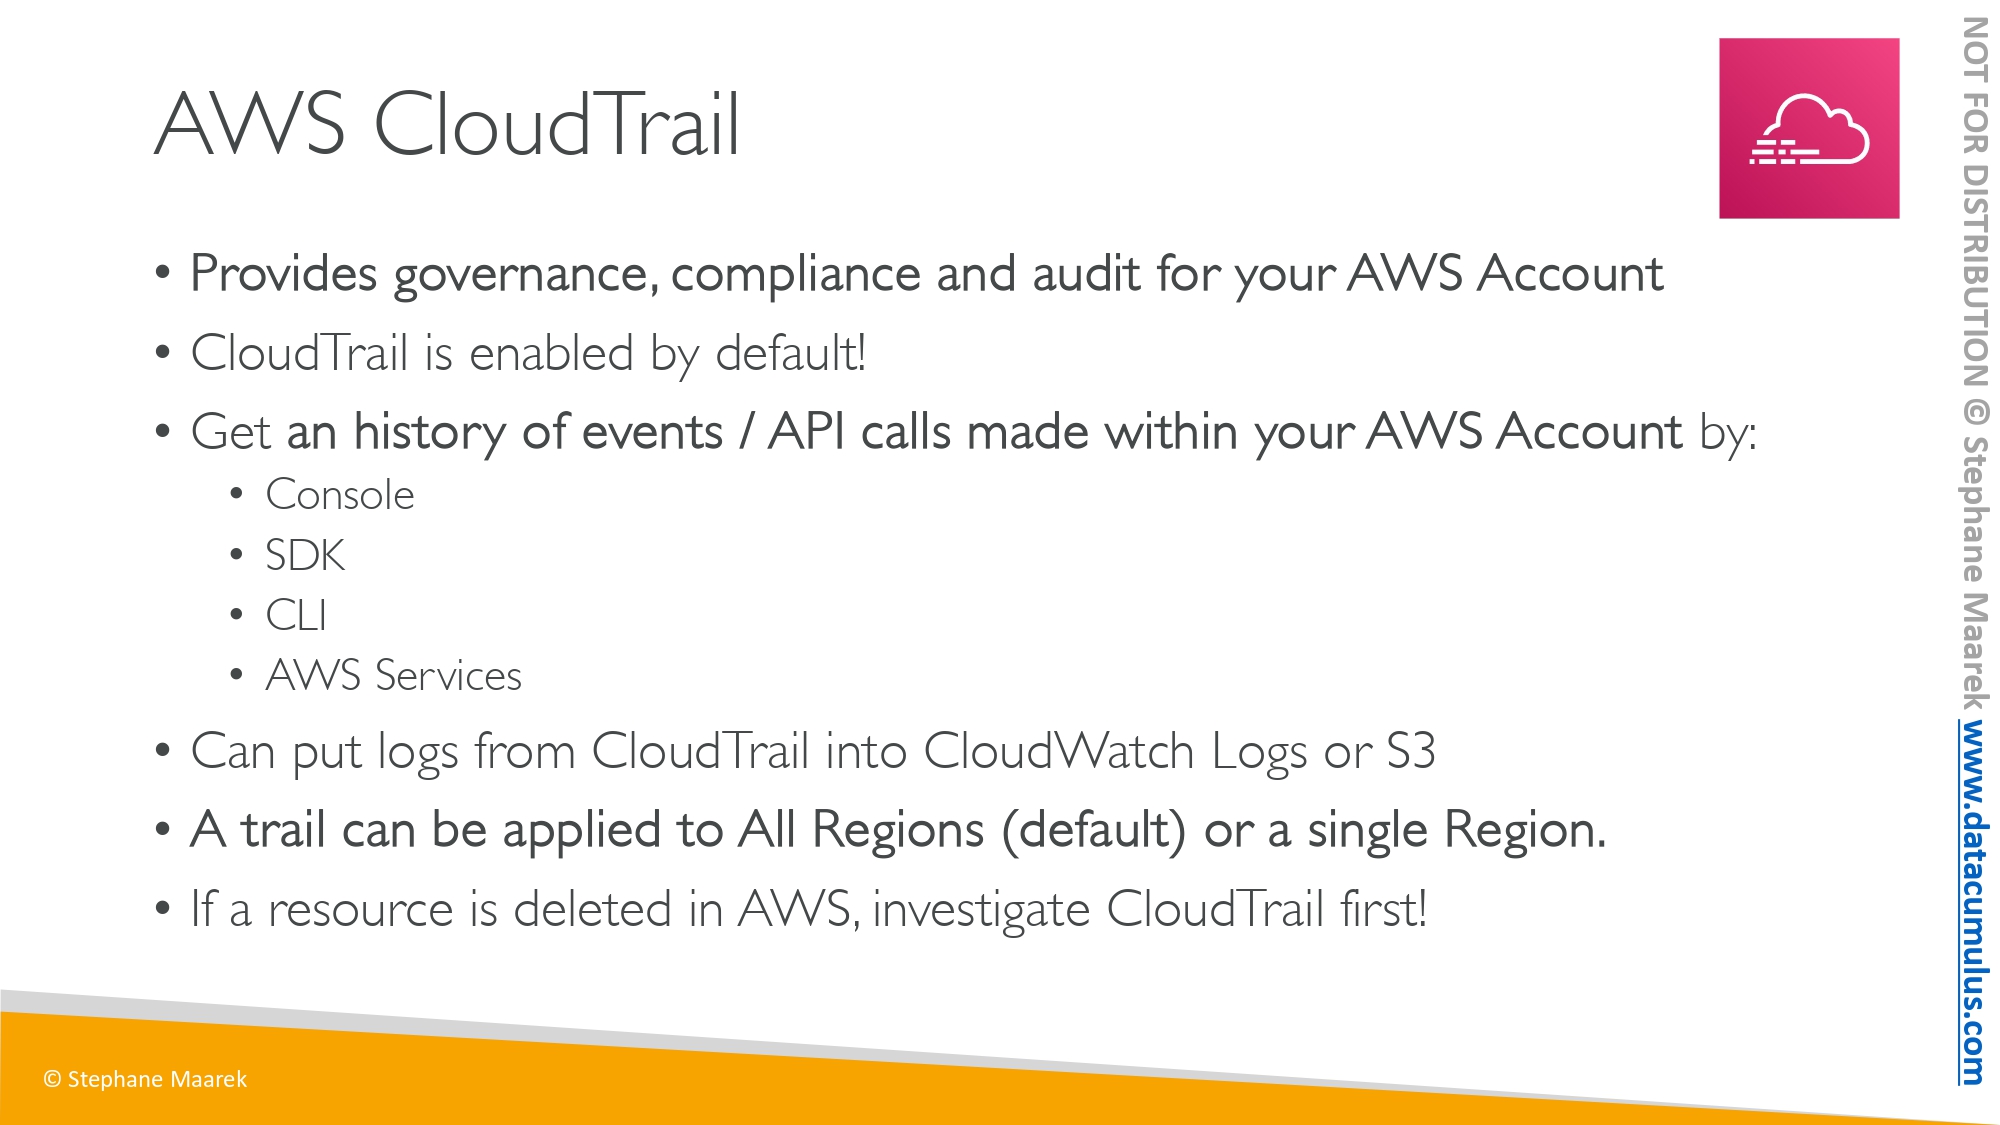 AWS CloudTrail
• Provides governance, compliance and audit for your AWS Account
• CloudTrail is enabled by default!
• Get an history of events / API calls made within your AWS Account by:
• Console
• SDK
• CLI
• AWS Services
• Can put logs from CloudTrail into CloudWatch Logs or S3
• A trail can be applied to All Regions (default) or a single Region.
• If a resource is deleted in AWS, investigate CloudTrail first!
© Stephane Maarek
NOT FOR DISTRIBUTION © Stephane Maarek www.datacumulus.com